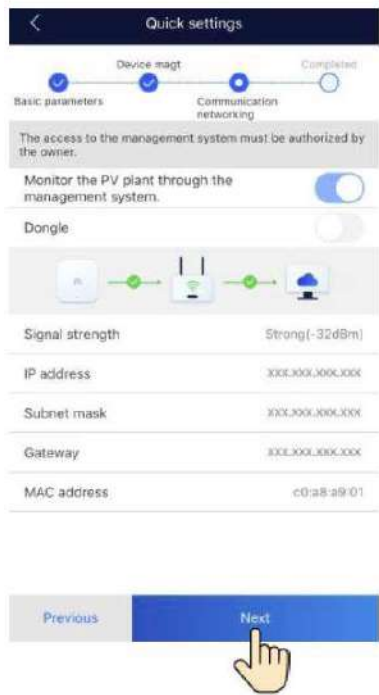 Quick settings
Device magt
Completed
Basic parameters
Communication
networking
The access to the management system must be authorized by
the owner.
Monitor the PV plant through the
management system.
Dongle
Signal strength
Strong(-32dBm)
IP address
XXX.XXX.XXX.XXX
Subnet mask
XXX.XXX.XXX.XXX
Gateway
XXX.XXX.XXX.XXX
MAC address
c0:a8:a9:01
Previous
Next